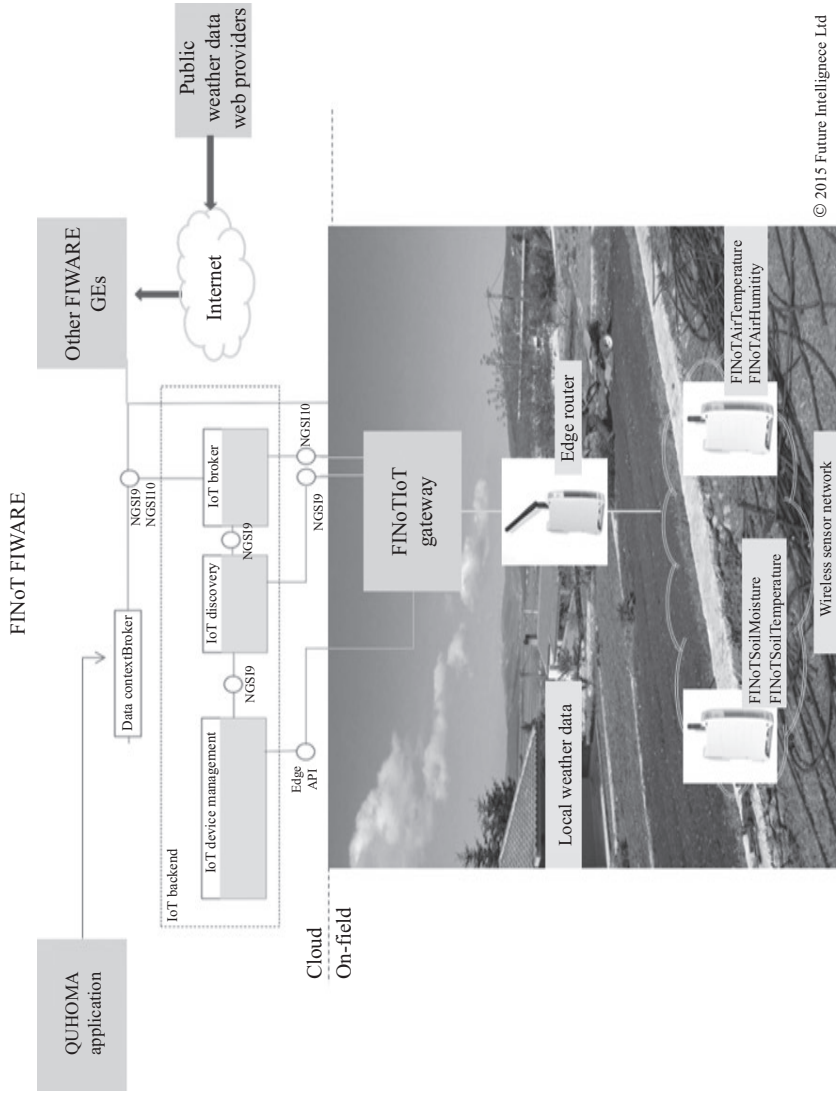 FINoT FIWARE
QUHOMA
application
Data contextBroker
NGSI9
NGSI10
Other FIWARE
GEs
Public
weather data
web providers
Internet
IoT backend
IoT device management
NGSI9
IoT discovery
NGSI9
IoT broker
Edge
API
NGSI9
NGSI10
Cloud
On-field
FINoTIoT
gateway
Edge router
Local weather data
FINoTSoilMoisture
FINoTSoilTemperature
FINoTAirTemperature
FINoTAirHumitity
Wireless sensor network
© 2015 Future Intellignece Ltd